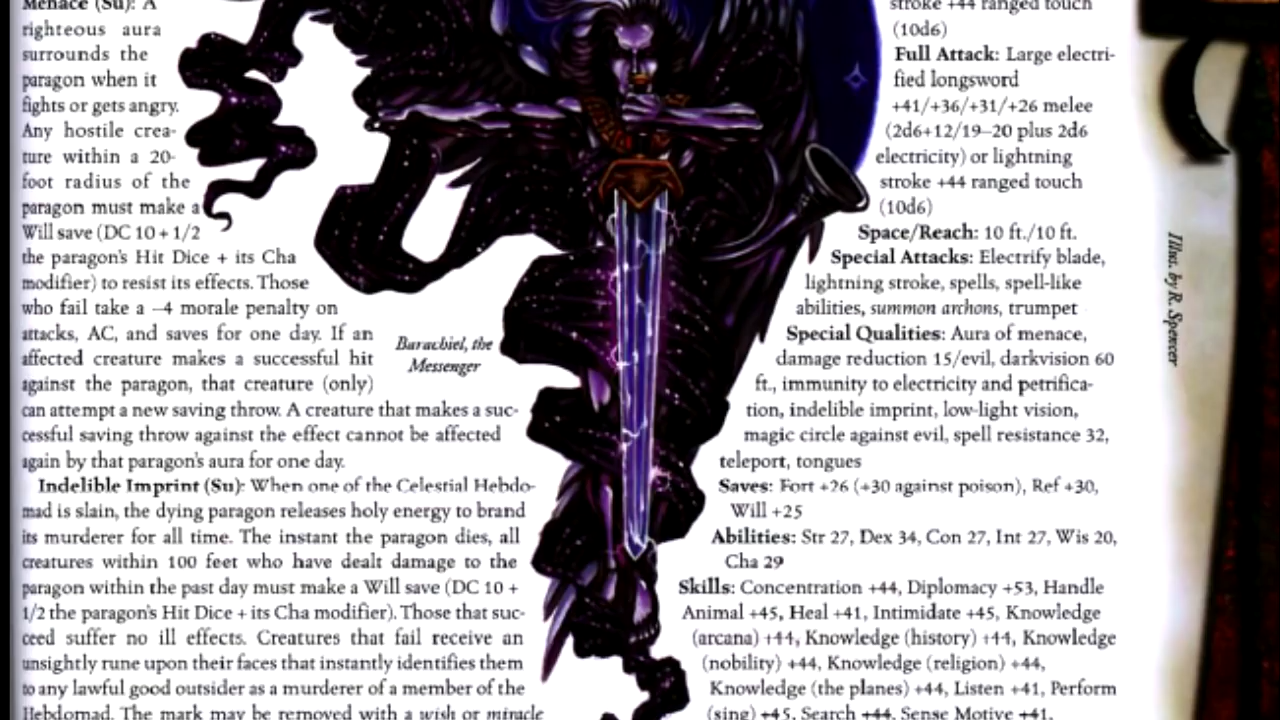 Menace (Su): A
righteous aura
surrounds the
paragon when it
fights or gets angry.
Any hostile crea-
ture within a 20-
foot radius of the
paragon must make a
Will save (DC 10 + 1/2
the paragon's Hit Dice + its Cha
modifier) to resist its effects. Those
who fail take a –4 morale penalty on
attacks, AC, and saves for one day. If an
affected creature makes a successful hit
against the paragon, that creature (only)
can attempt a new saving throw. A creature that makes a suc-
cessful saving throw against the effect cannot be affected
again by that paragon's aura for one day.
Indelible Imprint (Su): When one of the Celestial Hebdo-
mad is slain, the dying paragon releases holy energy to brand
its murderer for all time. The instant the paragon dies, all
creatures within 100 feet who have dealt damage to the
paragon within the past day must make a Will save (DC 10 +
1/2 the paragon's Hit Dice + its Cha modifier). Those that suc-
ceed suffer no ill effects. Creatures that fail receive an
unsightly rune upon their faces that instantly identifies them
to any lawful good outsider as a murderer of a member of the
Hebdomad. The mark may be removed with a wish or miracle
Barachiel, the
Messenger
stroke +44 ranged touch
(10d6)
Full Attack: Large electri-
fied longsword
+41/+36/+31/+26 melee
(2d6+12/19–20 plus 2d6
electricity) or lightning
stroke +44 ranged touch
(10d6)
Space/Reach: 10 ft./10 ft.
Special Attacks: Electrify blade,
lightning stroke, spells, spell-like
abilities, summon archons, trumpet
Special Qualities: Aura of menace,
damage reduction 15/evil, darkvision 60
ft., immunity to electricity and petrifica-
tion, indelible imprint, low-light vision,
magic circle against evil, spell resistance 32,
teleport, tongues
Saves: Fort +26 (+30 against poison), Ref +30,
Will +25
Abilities: Str 27, Dex 34, Con 27, Int 27, Wis 20,
Cha 29
Skills: Concentration +44, Diplomacy +53, Handle
Animal +45, Heal +41, Intimidate +45, Knowledge
(arcana) +44, Knowledge (history) +44, Knowledge
(nobility) +44, Knowledge (religion) +44,
Knowledge (the planes) +44, Listen +41, Perform
(sing) +45, Search +44, Sense Motive +41,
Illus. by R. Spencer